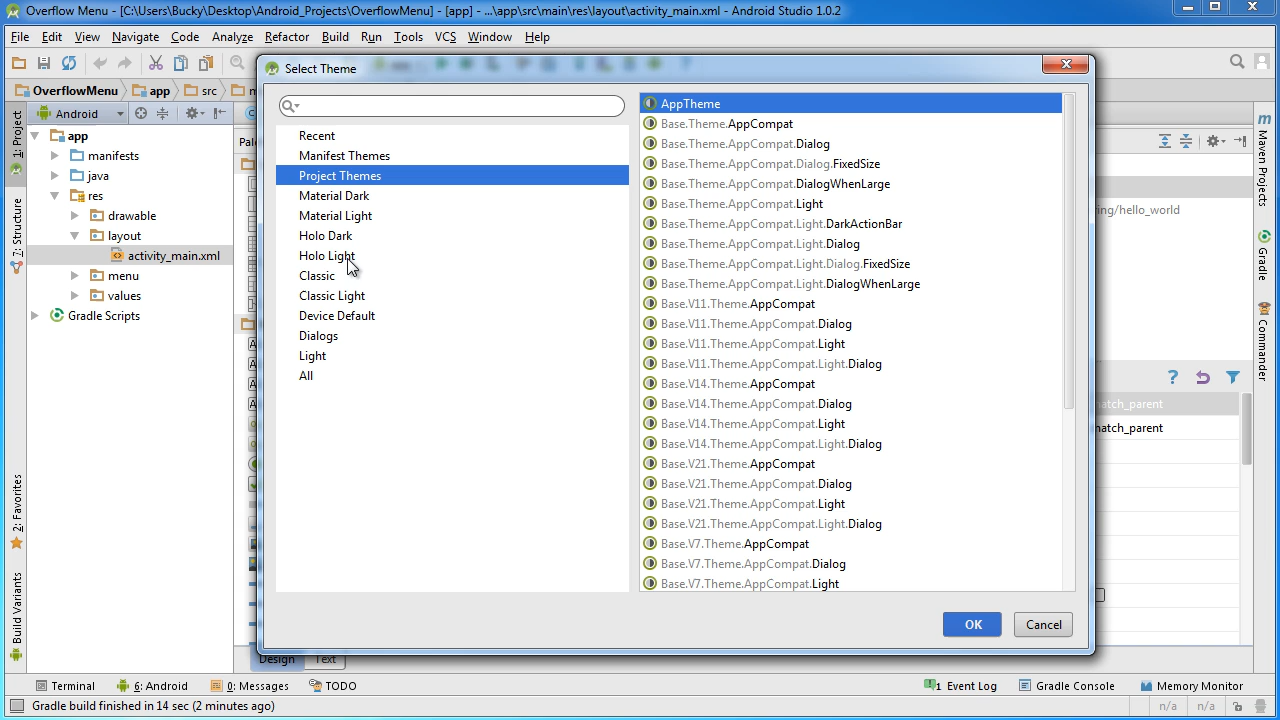 Overflow Menu - [C:\Users\Bucky\Desktop\Android_Projects\OverflowMenu] - [app] - ...\app\src\main\res\layout\activity_main.xml - Android Studio 1.0.2
File Edit View Navigate Code Analyze Refactor Build Run Tools VCS Window Help
OverflowMenu app src
Select Theme
1: Project
7: Structure
2: Favorites
Build Variants
Android
app
manifests
java
res
drawable
layout
activity_main.xml
menu
values
Gradle Scripts
Recent
Manifest Themes
Project Themes
Material Dark
Material Light
Holo Dark
Holo Light
Classic
Classic Light
Device Default
Dialogs
Light
All
AppTheme
Base.Theme.AppCompat
Base.Theme.AppCompat.Dialog
Base.Theme.AppCompat.Dialog.FixedSize
Base.Theme.AppCompat.DialogWhenLarge
Base.Theme.AppCompat.Light
Base.Theme.AppCompat.Light.DarkActionBar
Base.Theme.AppCompat.Light.Dialog
Base.Theme.AppCompat.Light.Dialog.FixedSize
Base.Theme.AppCompat.Light.DialogWhenLarge
Base.V11.Theme.AppCompat
Base.V11.Theme.AppCompat.Dialog
Base.V11.Theme.AppCompat.Light
Base.V11.Theme.AppCompat.Light.Dialog
Base.V14.Theme.AppCompat
Base.V14.Theme.AppCompat.Dialog
Base.V14.Theme.AppCompat.Light
Base.V14.Theme.AppCompat.Light.Dialog
Base.V21.Theme.AppCompat
Base.V21.Theme.AppCompat.Dialog
Base.V21.Theme.AppCompat.Light
Base.V21.Theme.AppCompat.Light.Dialog
Base.V7.Theme.AppCompat
Base.V7.Theme.AppCompat.Dialog
Base.V7.Theme.AppCompat.Light
OK Cancel
ring/hello_world
match_parent
match_parent
Maven Projects
Gradle
Commander
Design Text
Terminal 6: Android 0: Messages TODO Event Log Gradle Console Memory Monitor
Gradle build finished in 14 sec (2 minutes ago) n/a n/a